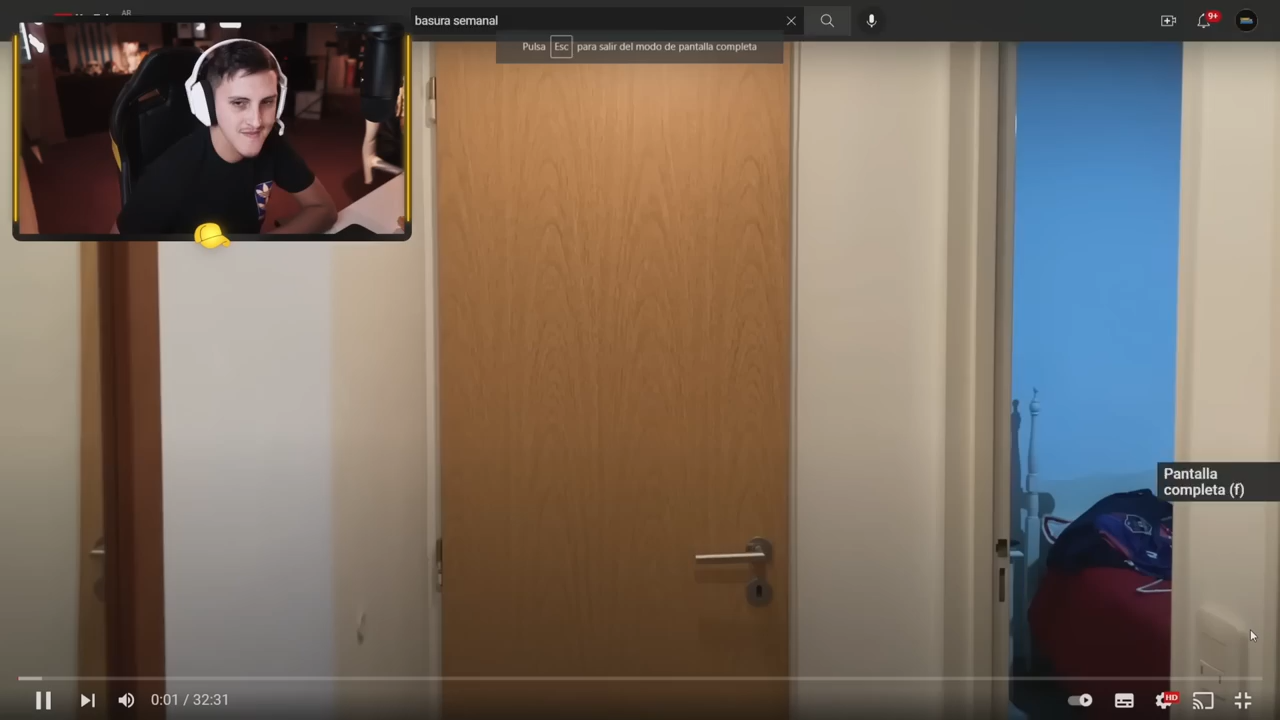 AR
basura semanal
9+
Pulsa Esc para salir del modo de pantalla completa
Pantalla
completa (f)
0:01 / 32:31
HD